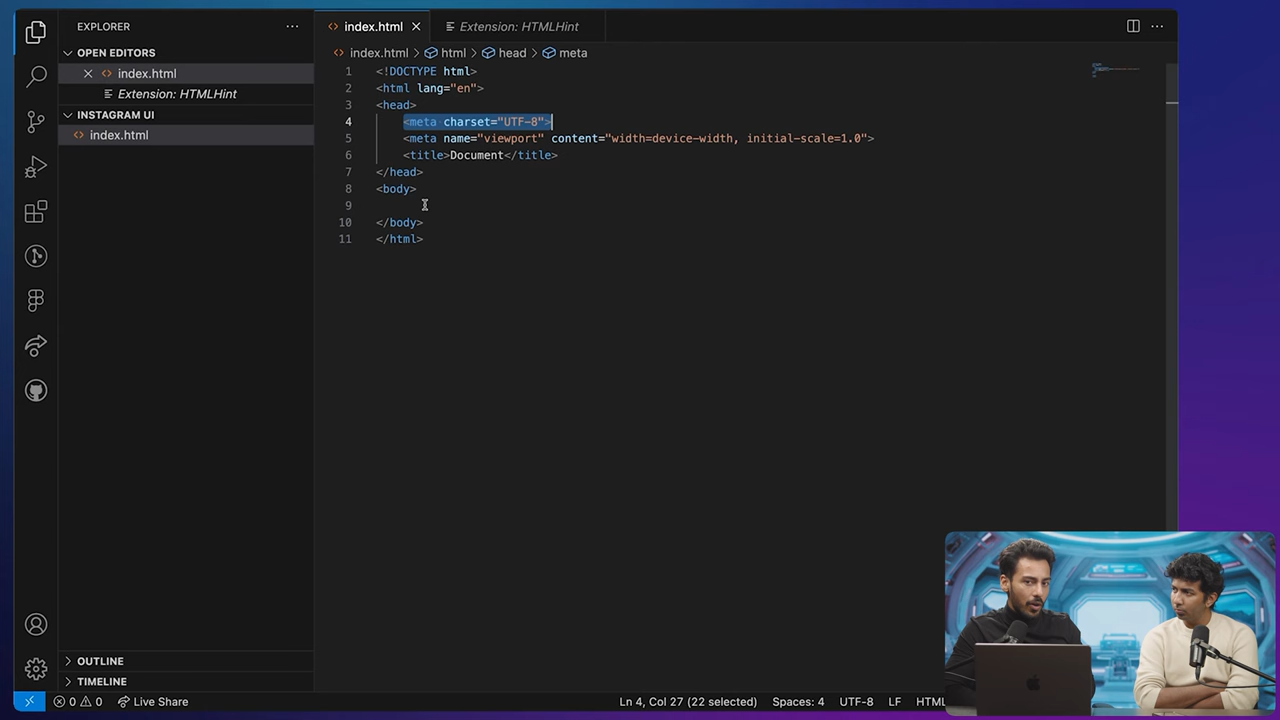 EXPLORER
OPEN EDITORS
index.html
Extension: HTMLHint
INSTAGRAM UI
index.html
OUTLINE
TIMELINE
index.html
Extension: HTMLHint
index.html > html > head > meta
1 <!DOCTYPE html>
2 <html lang="en">
3 <head>
4 <meta charset="UTF-8">
5 <meta name="viewport" content="width=device-width, initial-scale=1.0">
6 <title>Document</title>
7 </head>
8 <body>
9
10 </body>
11 </html>
0 0 Live Share
Ln 4, Col 27 (22 selected) Spaces: 4 UTF-8 LF HTML